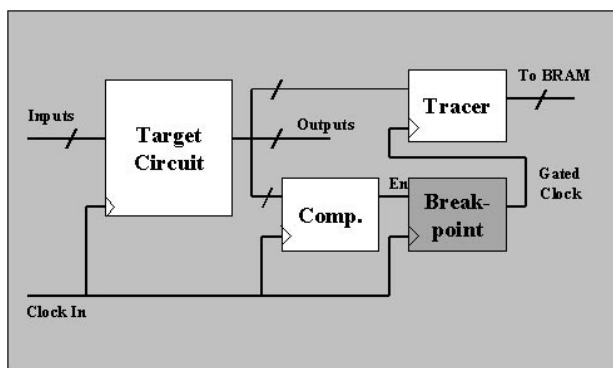 To BRAM
Tracer
Inputs
Target
Circuit
Outputs
Gated
Clock
En
Break-
point
Comp.
Clock In